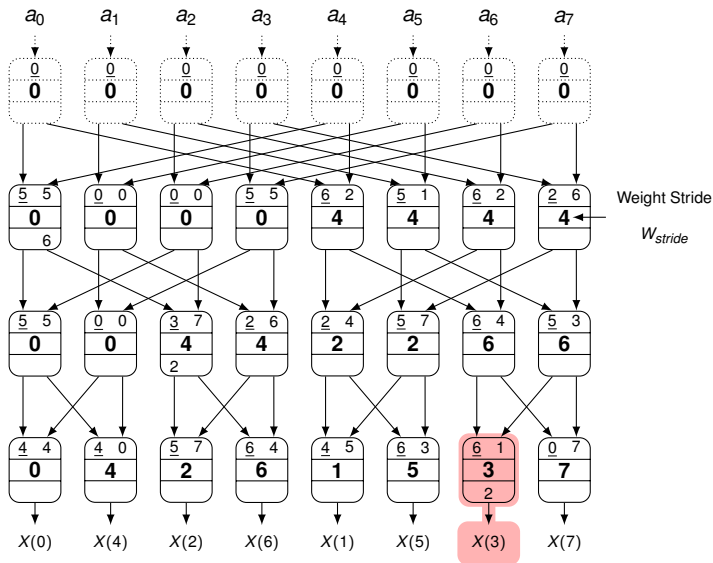 a0 a1 a2 a3 a4 a5 a6 a7
0 0 0 0 0 0 0 0
0 0 0 0 0 0 0 0
5 5 0 0 0 0 5 5 6 2 5 1 6 2 2 6
Weight Stride
0 0 0 0 4 4 4 4
Wstride
6
5 5 0 0 3 7 2 6 2 4 5 7 6 4 5 3
0 0 4 4 2 2 6 6
2
4 4 4 0 5 7 6 4 4 5 6 3 6 1 0 7
0 4 2 6 1 5 3 7
2
X(0) X(4) X(2) X(6) X(1) X(5) X(3) X(7)